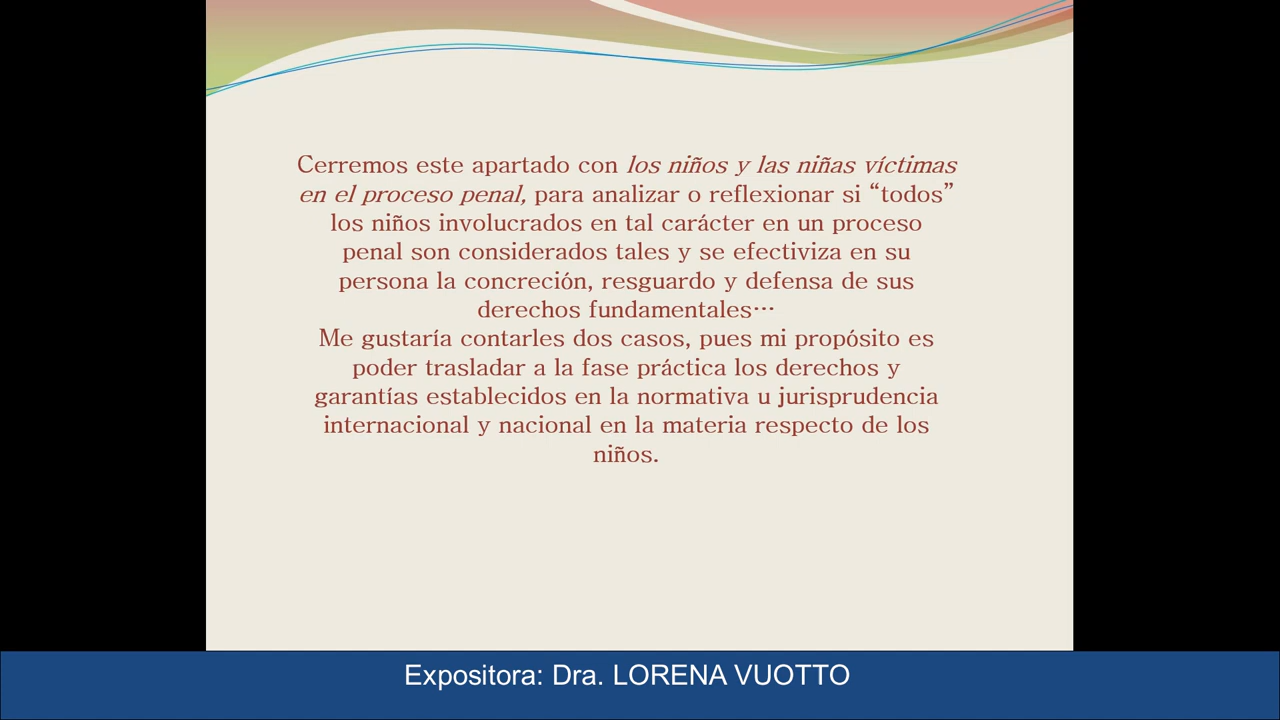 Cerremos este apartado con los niños y las niñas víctimas
en el proceso penal, para analizar o reflexionar si “todos”
los niños involucrados en tal carácter en un proceso
penal son considerados tales y se efectiviza en su
persona la concreción, resguardo y defensa de sus
derechos fundamentales…
Me gustaría contarles dos casos, pues mi propósito es
poder trasladar a la fase práctica los derechos y
garantías establecidos en la normativa u jurisprudencia
internacional y nacional en la materia respecto de los
niños.
Expositora: Dra. LORENA VUOTTO